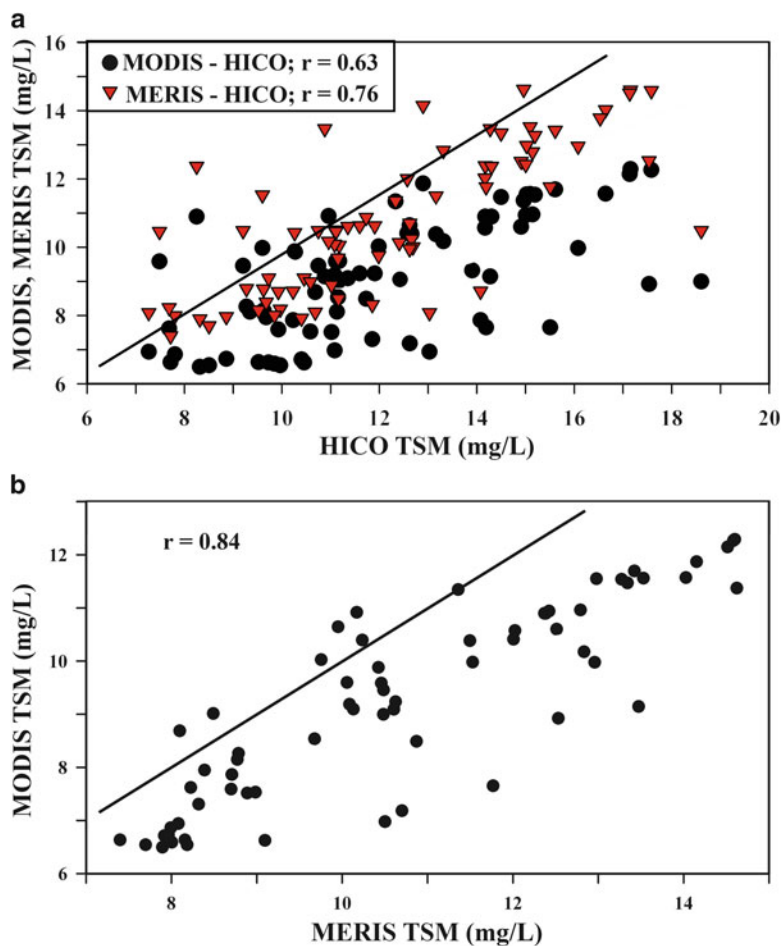 a
16
14
12
10
8
6
MODIS, MERIS TSM (mg/L)
MODIS - HICO; r = 0.63
MERIS - HICO; r = 0.76
6 8 10 12 14 16 18 20
HICO TSM (mg/L)
b
12
10
8
6
MODIS TSM (mg/L)
r = 0.84
8 10 12 14
MERIS TSM (mg/L)